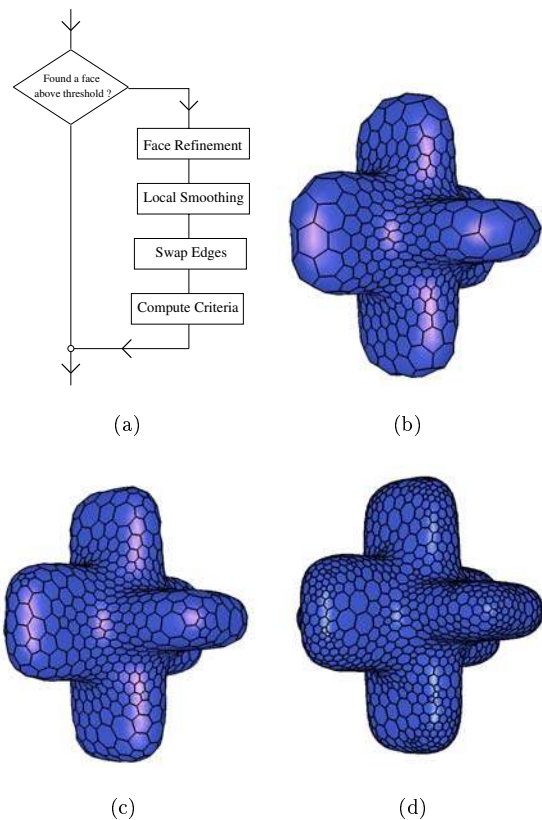 Found a face
above threshold ?
Face Refinement
Local Smoothing
Swap Edges
Compute Criteria
(a)
(b)
(c)
(d)